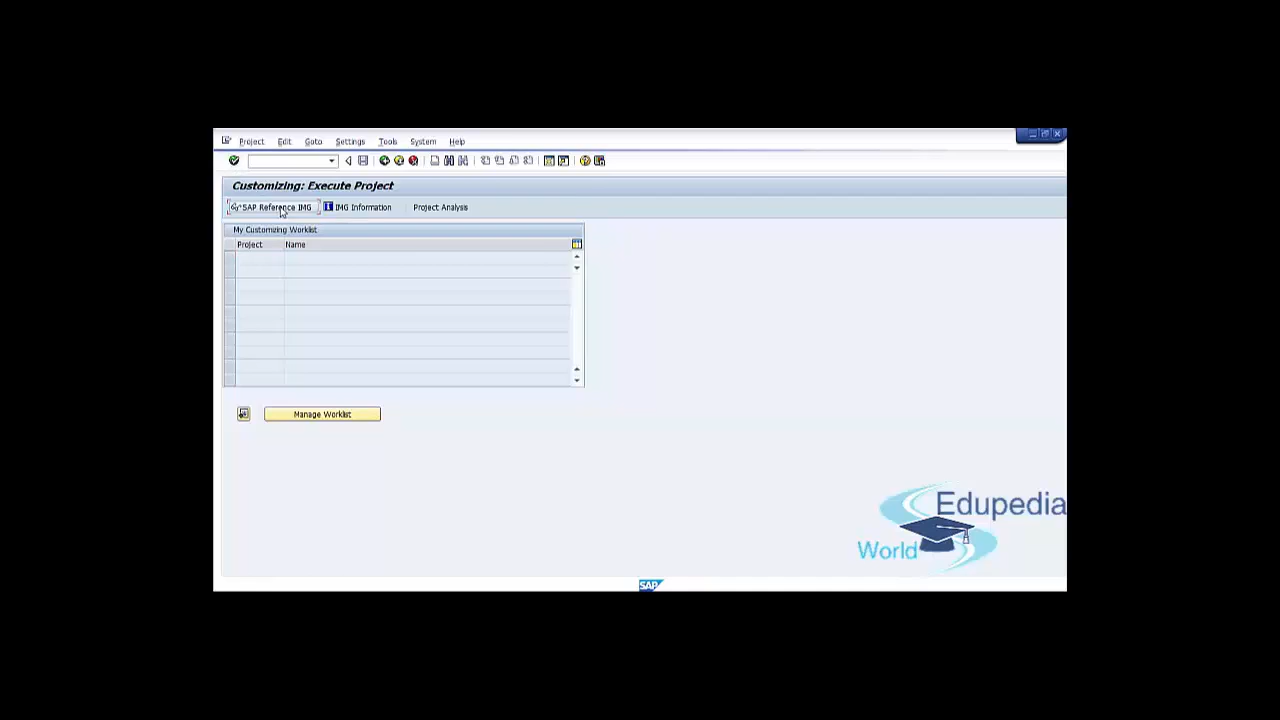 Project Edit Goto Settings Tools System Help
Customizing: Execute Project
SAP Reference IMG IMG Information Project Analysis
My Customizing Worklist
Project Name
Manage Worklist
Edupedia
World
SAP